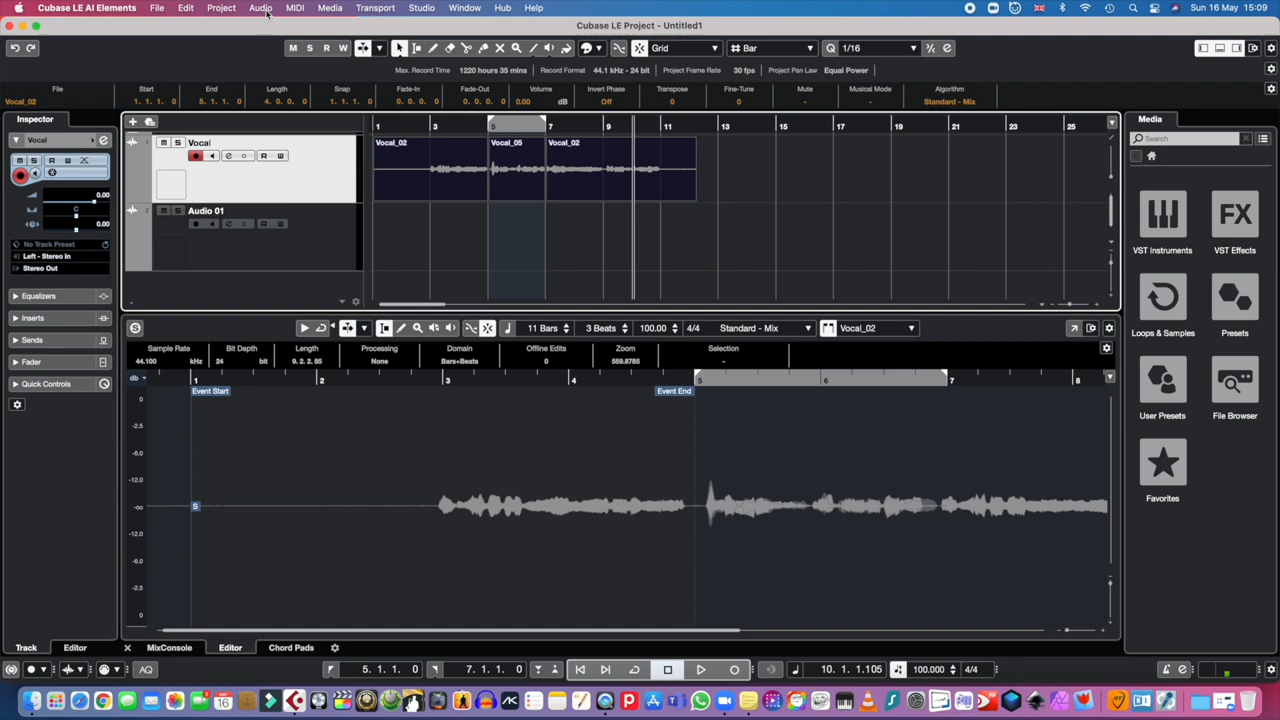 Cubase LE AI Elements File Edit Project Audio MIDI Media Transport Studio Window Hub Help Sun 16 May 15:09
Cubase LE Project - Untitled1
M S R W Grid Bar Q 1/16
Max. Record Time 1220 hours 35 mins Record Format 44.1 kHz - 24 bit Project Frame Rate 30 fps Project Pan Law Equal Power
File Start End Length Snap Fade-In Fade-Out Volume Invert Phase Transpose Fine-Tune Mute Musical Mode Algorithm
Vocal_02 1. 1. 1. 0 5. 1. 1. 0 4. 0. 0. 0 1. 1. 1. 0 0. 0. 0. 0 0. 0. 0. 0 0.00 dB Off 0 0 - - Standard - Mix
Inspector
Vocal
M S R W
0.00
C
0.00
0.00
No Track Preset
Left - Stereo In
Stereo Out
Equalizers
Inserts
Sends
Fader
Quick Controls
1 3 5 7 9 11 13 15 17 19 21 23 25
1 M S Vocal
R
Vocal_02 Vocal_05 Vocal_02
2 M S Audio 01
R
Media
Search
VST Instruments VST Effects
FX
Loops & Samples Presets
User Presets File Browser
Favorites
S 11 Bars 3 Beats 100.00 4/4 Standard - Mix Vocal_02
Sample Rate Bit Depth Length Processing Domain Offline Edits Zoom Selection
44.100 kHz 24 bit 9. 2. 2. 85 None Bars+Beats 0 559.8785 -
db 1 2 3 4 5 6 7 8
Event Start Event End
0
-2.5
-6.0
-12.0
-oo
S
-12.0
-6.0
-2.5
0
Track Editor MixConsole Editor Chord Pads
AQ 5. 1. 1. 0 7. 1. 1. 0 10. 1. 1.105 100.000 4/4